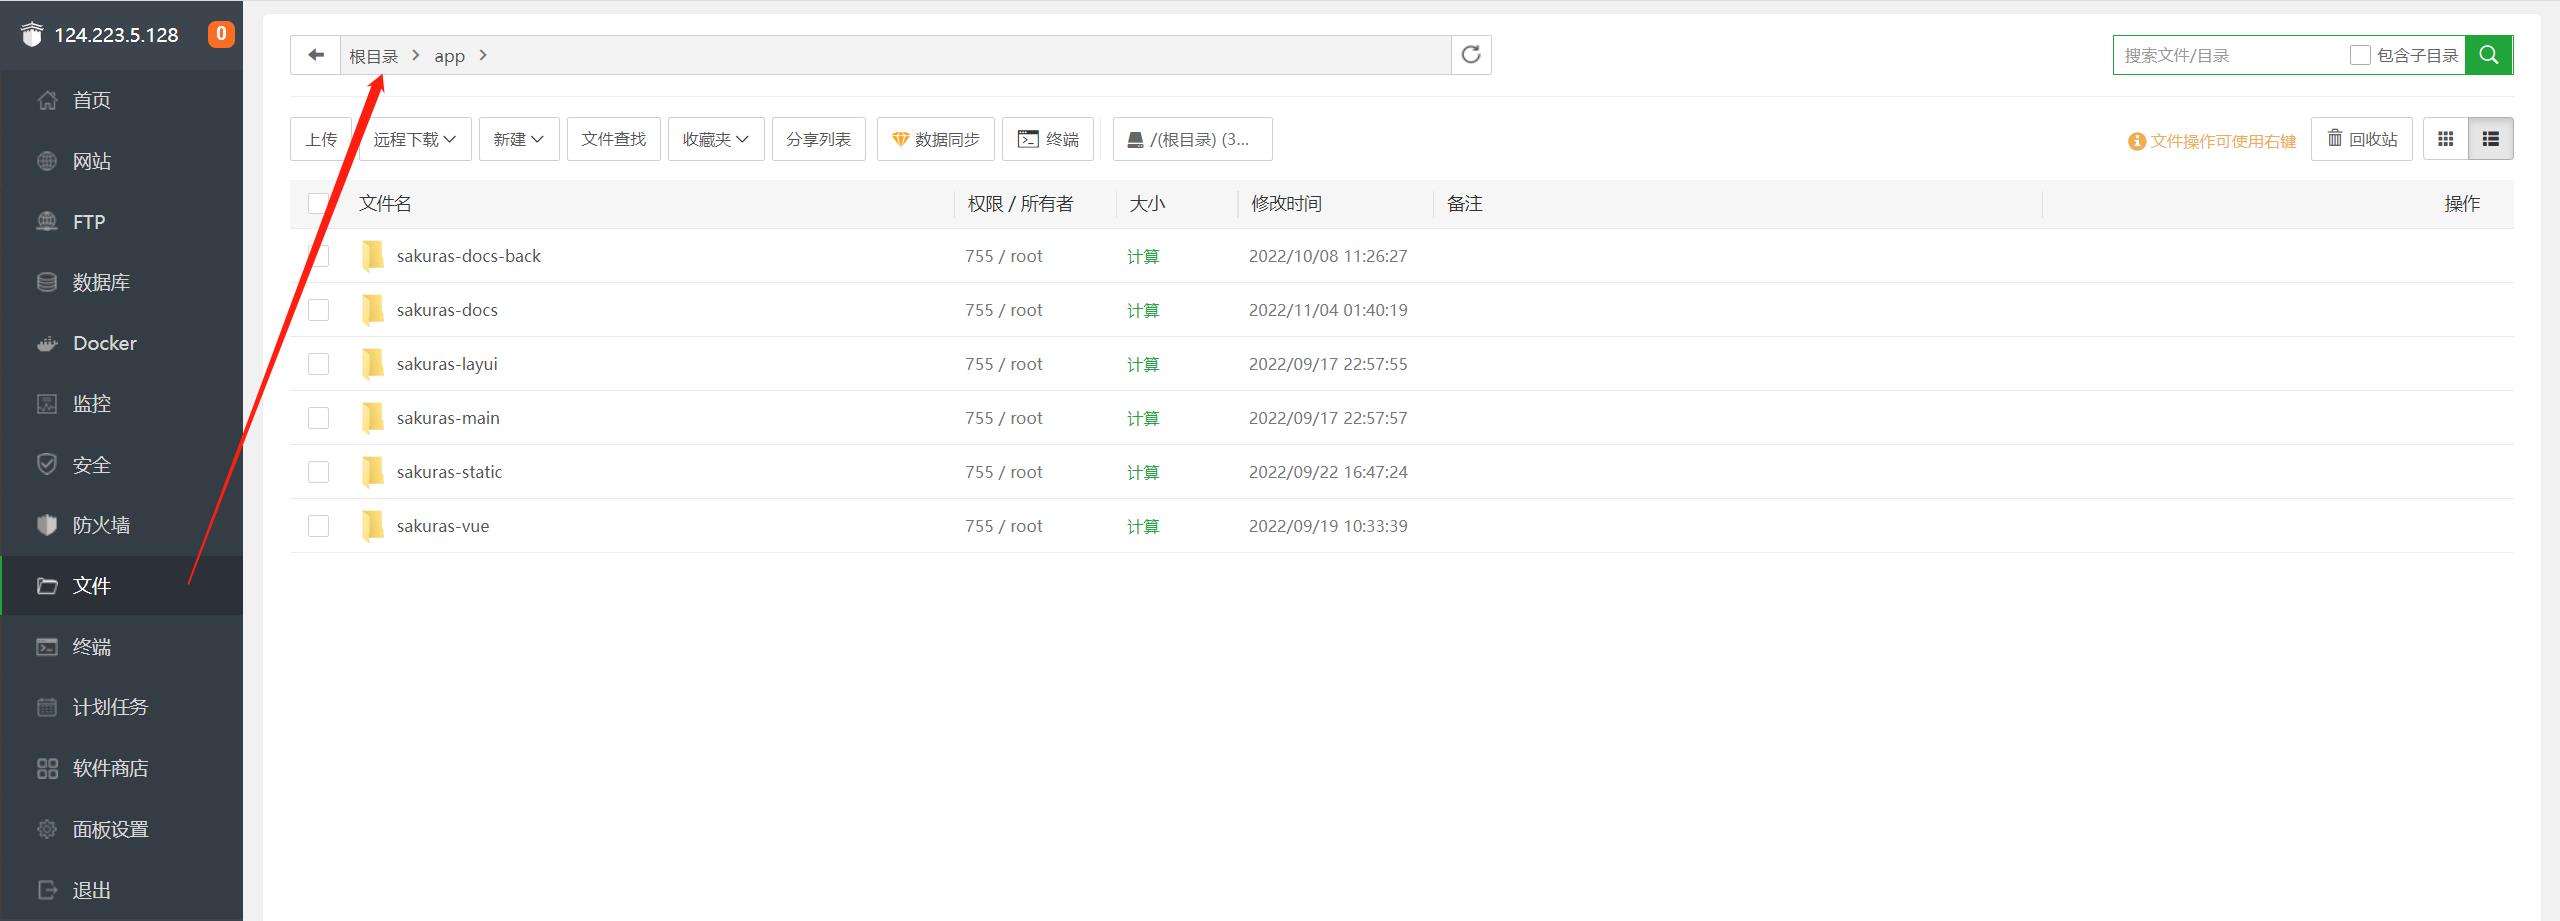 124.223.5.128 0
首页
网站
FTP
数据库
Docker
监控
安全
防火墙
文件
终端
计划任务
软件商店
面板设置
退出
根目录 app
搜索文件/目录 包含子目录
上传 远程下载 新建 文件查找 收藏夹 分享列表 数据同步 终端 /(根目录) (3... 文件操作可使用右键 回收站
文件名 权限 / 所有者 大小 修改时间 备注 操作
sakuras-docs-back 755 / root 计算 2022/10/08 11:26:27
sakuras-docs 755 / root 计算 2022/11/04 01:40:19
sakuras-layui 755 / root 计算 2022/09/17 22:57:55
sakuras-main 755 / root 计算 2022/09/17 22:57:57
sakuras-static 755 / root 计算 2022/09/22 16:47:24
sakuras-vue 755 / root 计算 2022/09/19 10:33:39